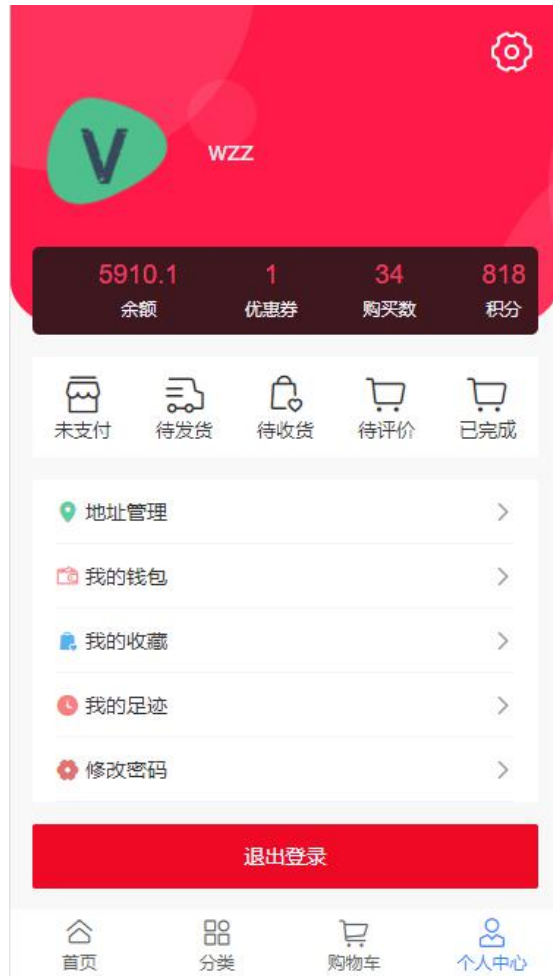 V
wzz
5910.1 1 34 818
余额 优惠券 购买数 积分
未支付 待发货 待收货 待评价 已完成
地址管理
我的钱包
我的收藏
我的足迹
修改密码
退出登录
首页 分类 购物车 个人中心